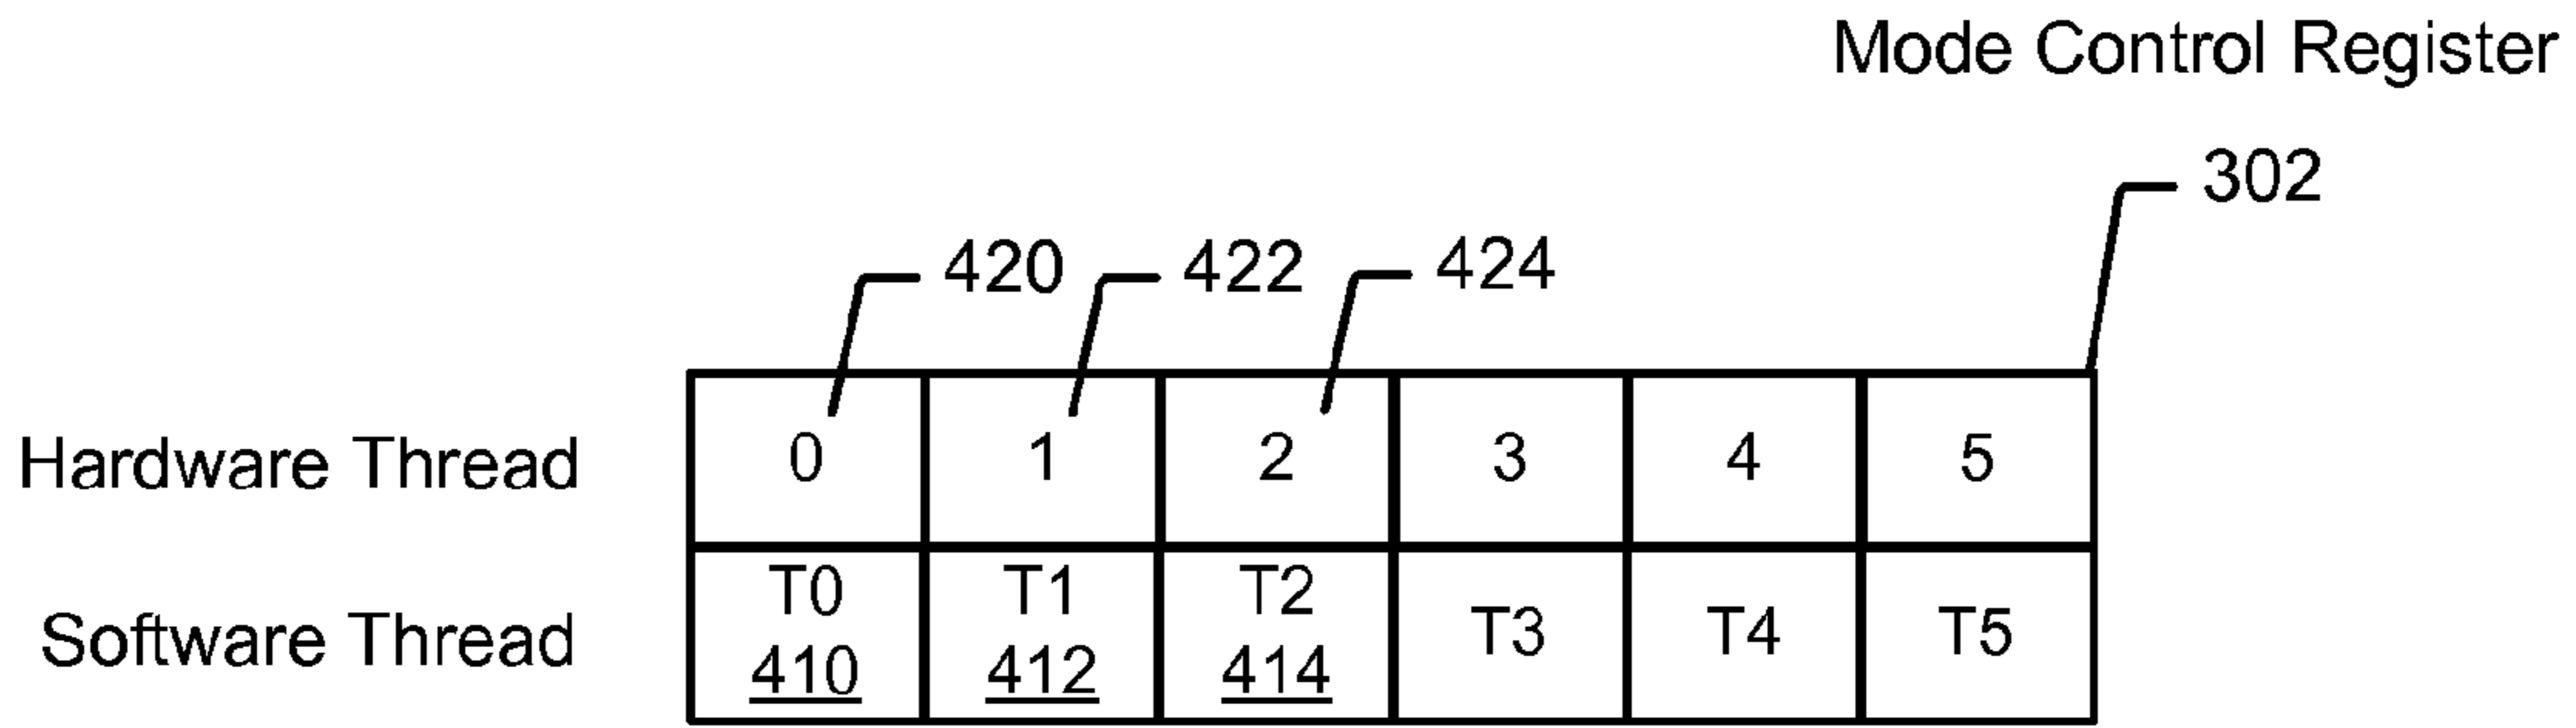 Mode Control Register
302
420 422 424
Hardware Thread 0 1 2 3 4 5
Software Thread T0 T1 T2 T3 T4 T5
410 412 414